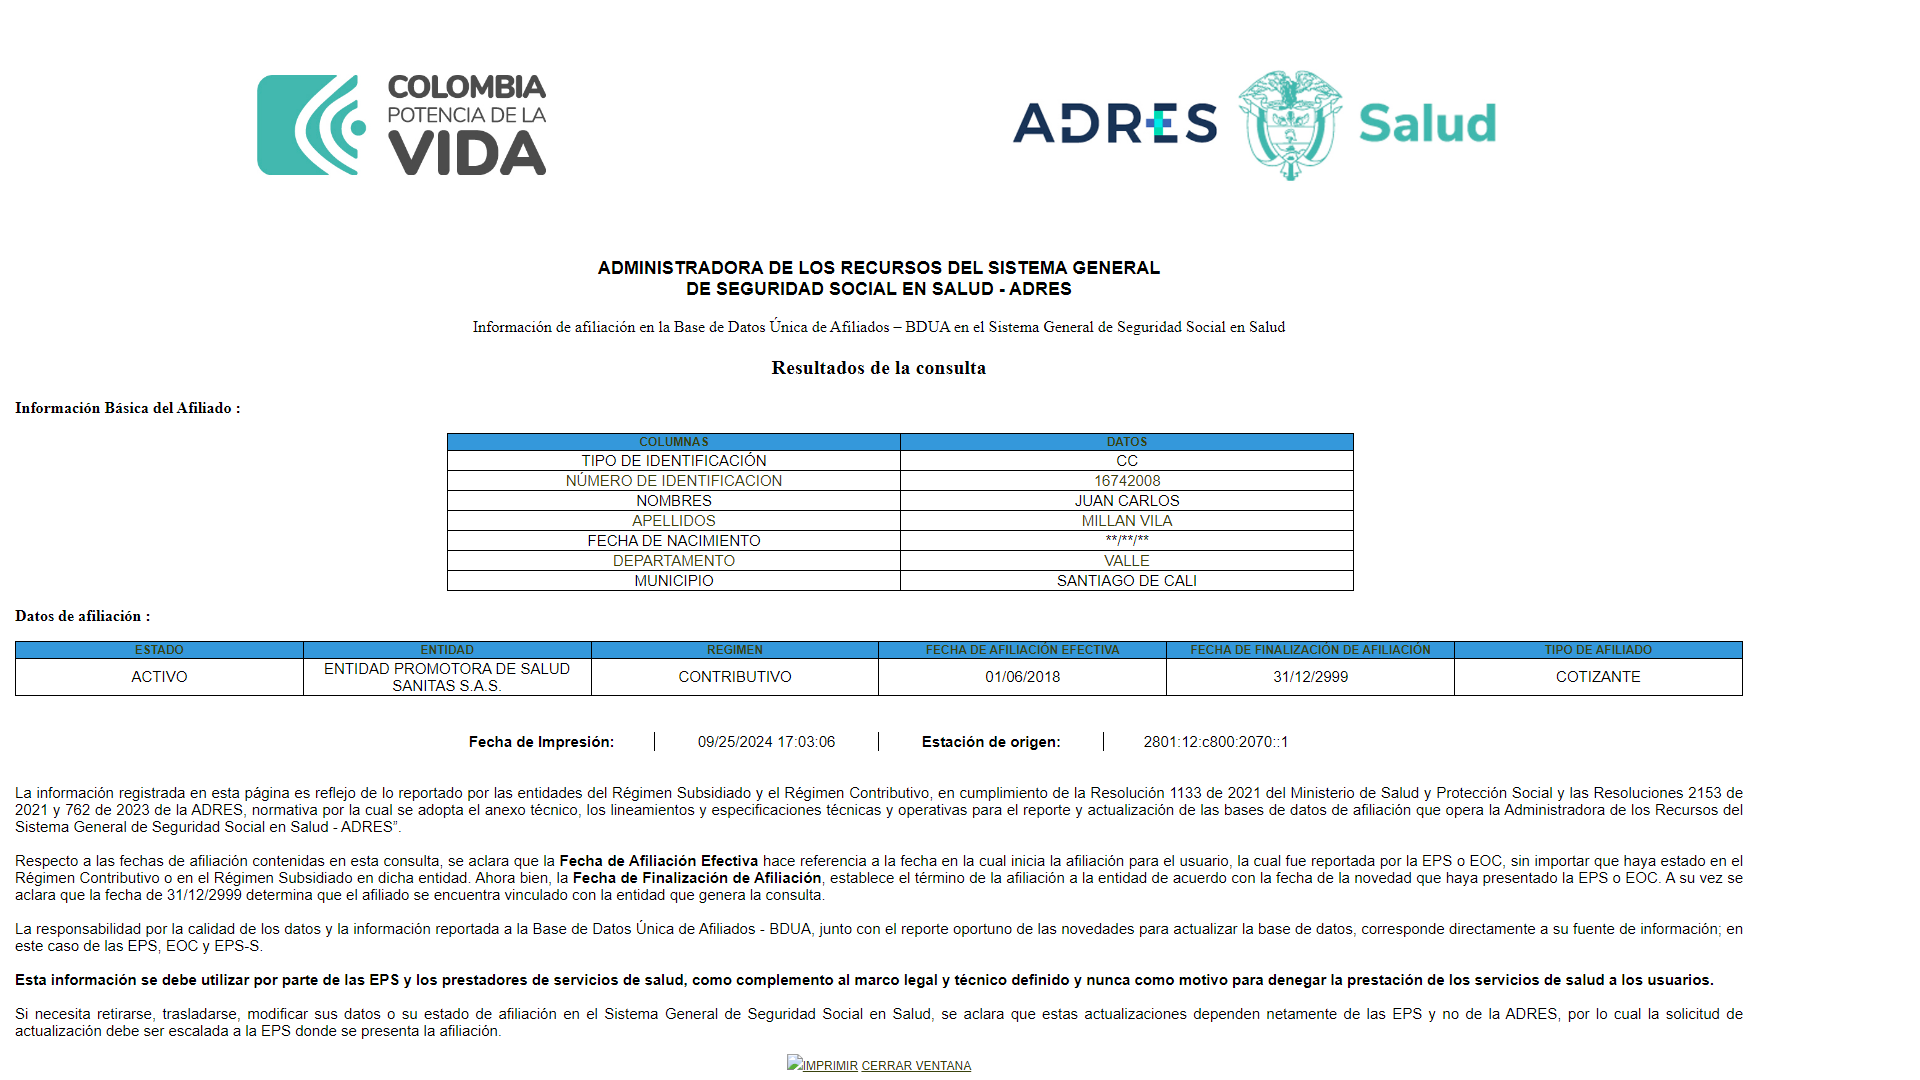 COLOMBIA
POTENCIA DE LA
VIDA
ADRES Salud
ADMINISTRADORA DE LOS RECURSOS DEL SISTEMA GENERAL
DE SEGURIDAD SOCIAL EN SALUD - ADRES
Información de afiliación en la Base de Datos Única de Afiliados – BDUA en el Sistema General de Seguridad Social en Salud
Resultados de la consulta
Información Básica del Afiliado :
COLUMNAS DATOS
TIPO DE IDENTIFICACIÓN CC
NÚMERO DE IDENTIFICACION 16742008
NOMBRES JUAN CARLOS
APELLIDOS MILLAN VILA
FECHA DE NACIMIENTO **/**/**
DEPARTAMENTO VALLE
MUNICIPIO SANTIAGO DE CALI
Datos de afiliación :
ESTADO ENTIDAD REGIMEN FECHA DE AFILIACIÓN EFECTIVA FECHA DE FINALIZACIÓN DE AFILIACIÓN TIPO DE AFILIADO
ACTIVO ENTIDAD PROMOTORA DE SALUD SANITAS S.A.S. CONTRIBUTIVO 01/06/2018 31/12/2999 COTIZANTE
Fecha de Impresión: 09/25/2024 17:03:06 Estación de origen: 2801:12:c800:2070::1
La información registrada en esta página es reflejo de lo reportado por las entidades del Régimen Subsidiado y el Régimen Contributivo, en cumplimiento de la Resolución 1133 de 2021 del Ministerio de Salud y Protección Social y las Resoluciones 2153 de
2021 y 762 de 2023 de la ADRES, normativa por la cual se adopta el anexo técnico, los lineamientos y especificaciones técnicas y operativas para el reporte y actualización de las bases de datos de afiliación que opera la Administradora de los Recursos del
Sistema General de Seguridad Social en Salud - ADRES”.
Respecto a las fechas de afiliación contenidas en esta consulta, se aclara que la Fecha de Afiliación Efectiva hace referencia a la fecha en la cual inicia la afiliación para el usuario, la cual fue reportada por la EPS o EOC, sin importar que haya estado en el
Régimen Contributivo o en el Régimen Subsidiado en dicha entidad. Ahora bien, la Fecha de Finalización de Afiliación, establece el término de la afiliación a la entidad de acuerdo con la fecha de la novedad que haya presentado la EPS o EOC. A su vez se
aclara que la fecha de 31/12/2999 determina que el afiliado se encuentra vinculado con la entidad que genera la consulta.
La responsabilidad por la calidad de los datos y la información reportada a la Base de Datos Única de Afiliados - BDUA, junto con el reporte oportuno de las novedades para actualizar la base de datos, corresponde directamente a su fuente de información; en
este caso de las EPS, EOC y EPS-S.
Esta información se debe utilizar por parte de las EPS y los prestadores de servicios de salud, como complemento al marco legal y técnico definido y nunca como motivo para denegar la prestación de los servicios de salud a los usuarios.
Si necesita retirarse, trasladarse, modificar sus datos o su estado de afiliación en el Sistema General de Seguridad Social en Salud, se aclara que estas actualizaciones dependen netamente de las EPS y no de la ADRES, por lo cual la solicitud de
actualización debe ser escalada a la EPS donde se presenta la afiliación.
IMPRIMIR CERRAR VENTANA